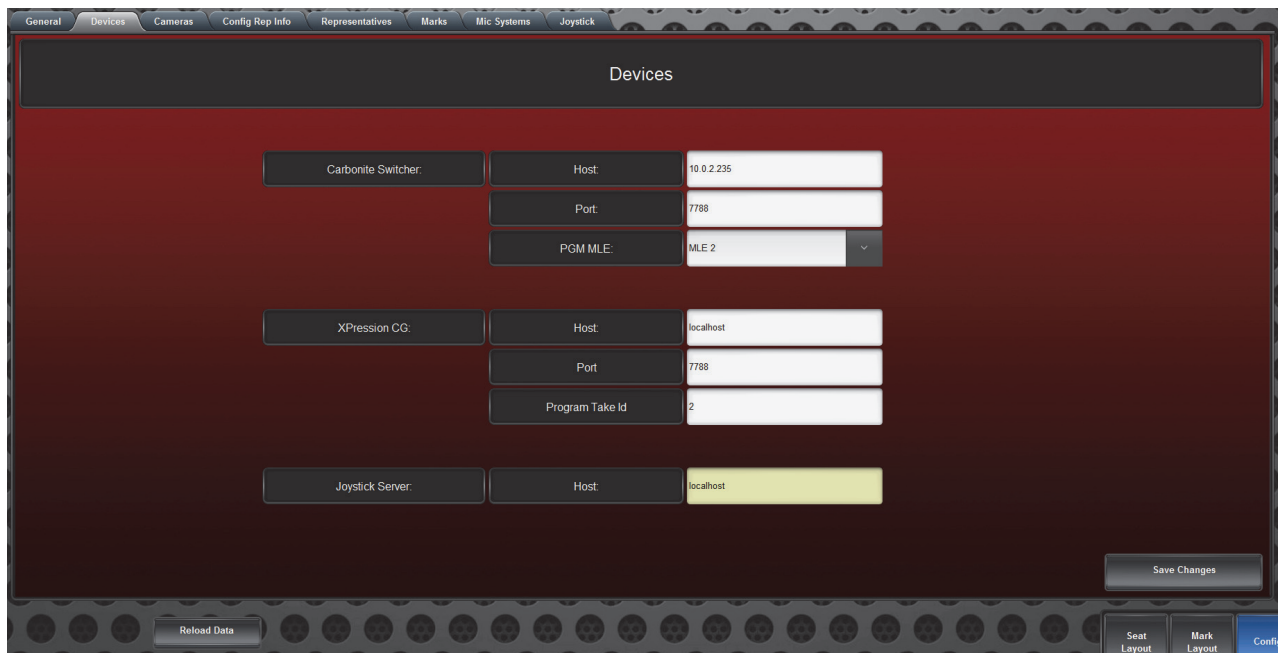 General Devices Cameras Config Rep Info Representatives Marks Mic Systems Joystick
Devices
Carbonite Switcher: Host: 10.0.2.235
Port: 7788
PGM MLE: MLE 2
XPression CG: Host: localhost
Port 7788
Program Take Id 2
Joystick Server: Host: localhost
Save Changes
Reload Data
Seat Mark
Layout Layout